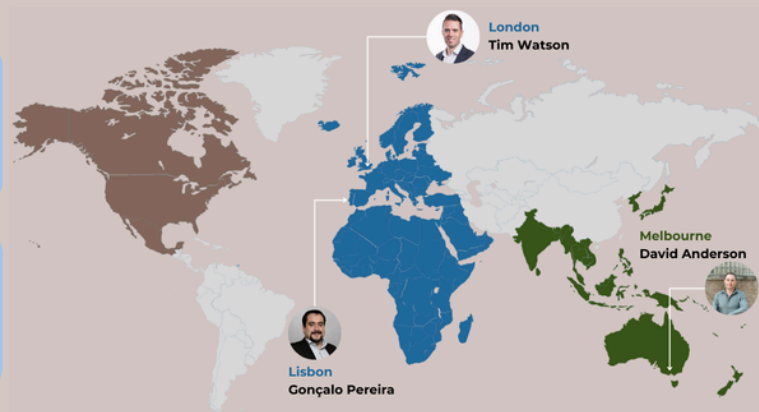 London
Tim Watson
Melbourne
David Anderson
Lisbon
Gonçalo Pereira